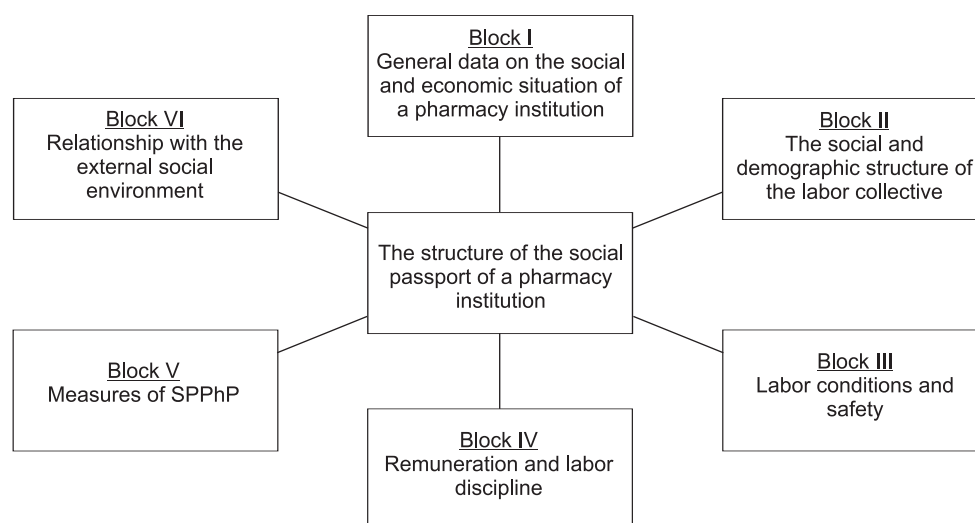 Block I
General data on the social
and economic situation of
a pharmacy institution
Block II
The social and
demographic structure of
the labor collective
Block III
Labor conditions and
safety
Block IV
Remuneration and labor
discipline
Block V
Measures of SPPhP
Block VI
Relationship with the
external social
environment
The structure of the social
passport of a pharmacy
institution